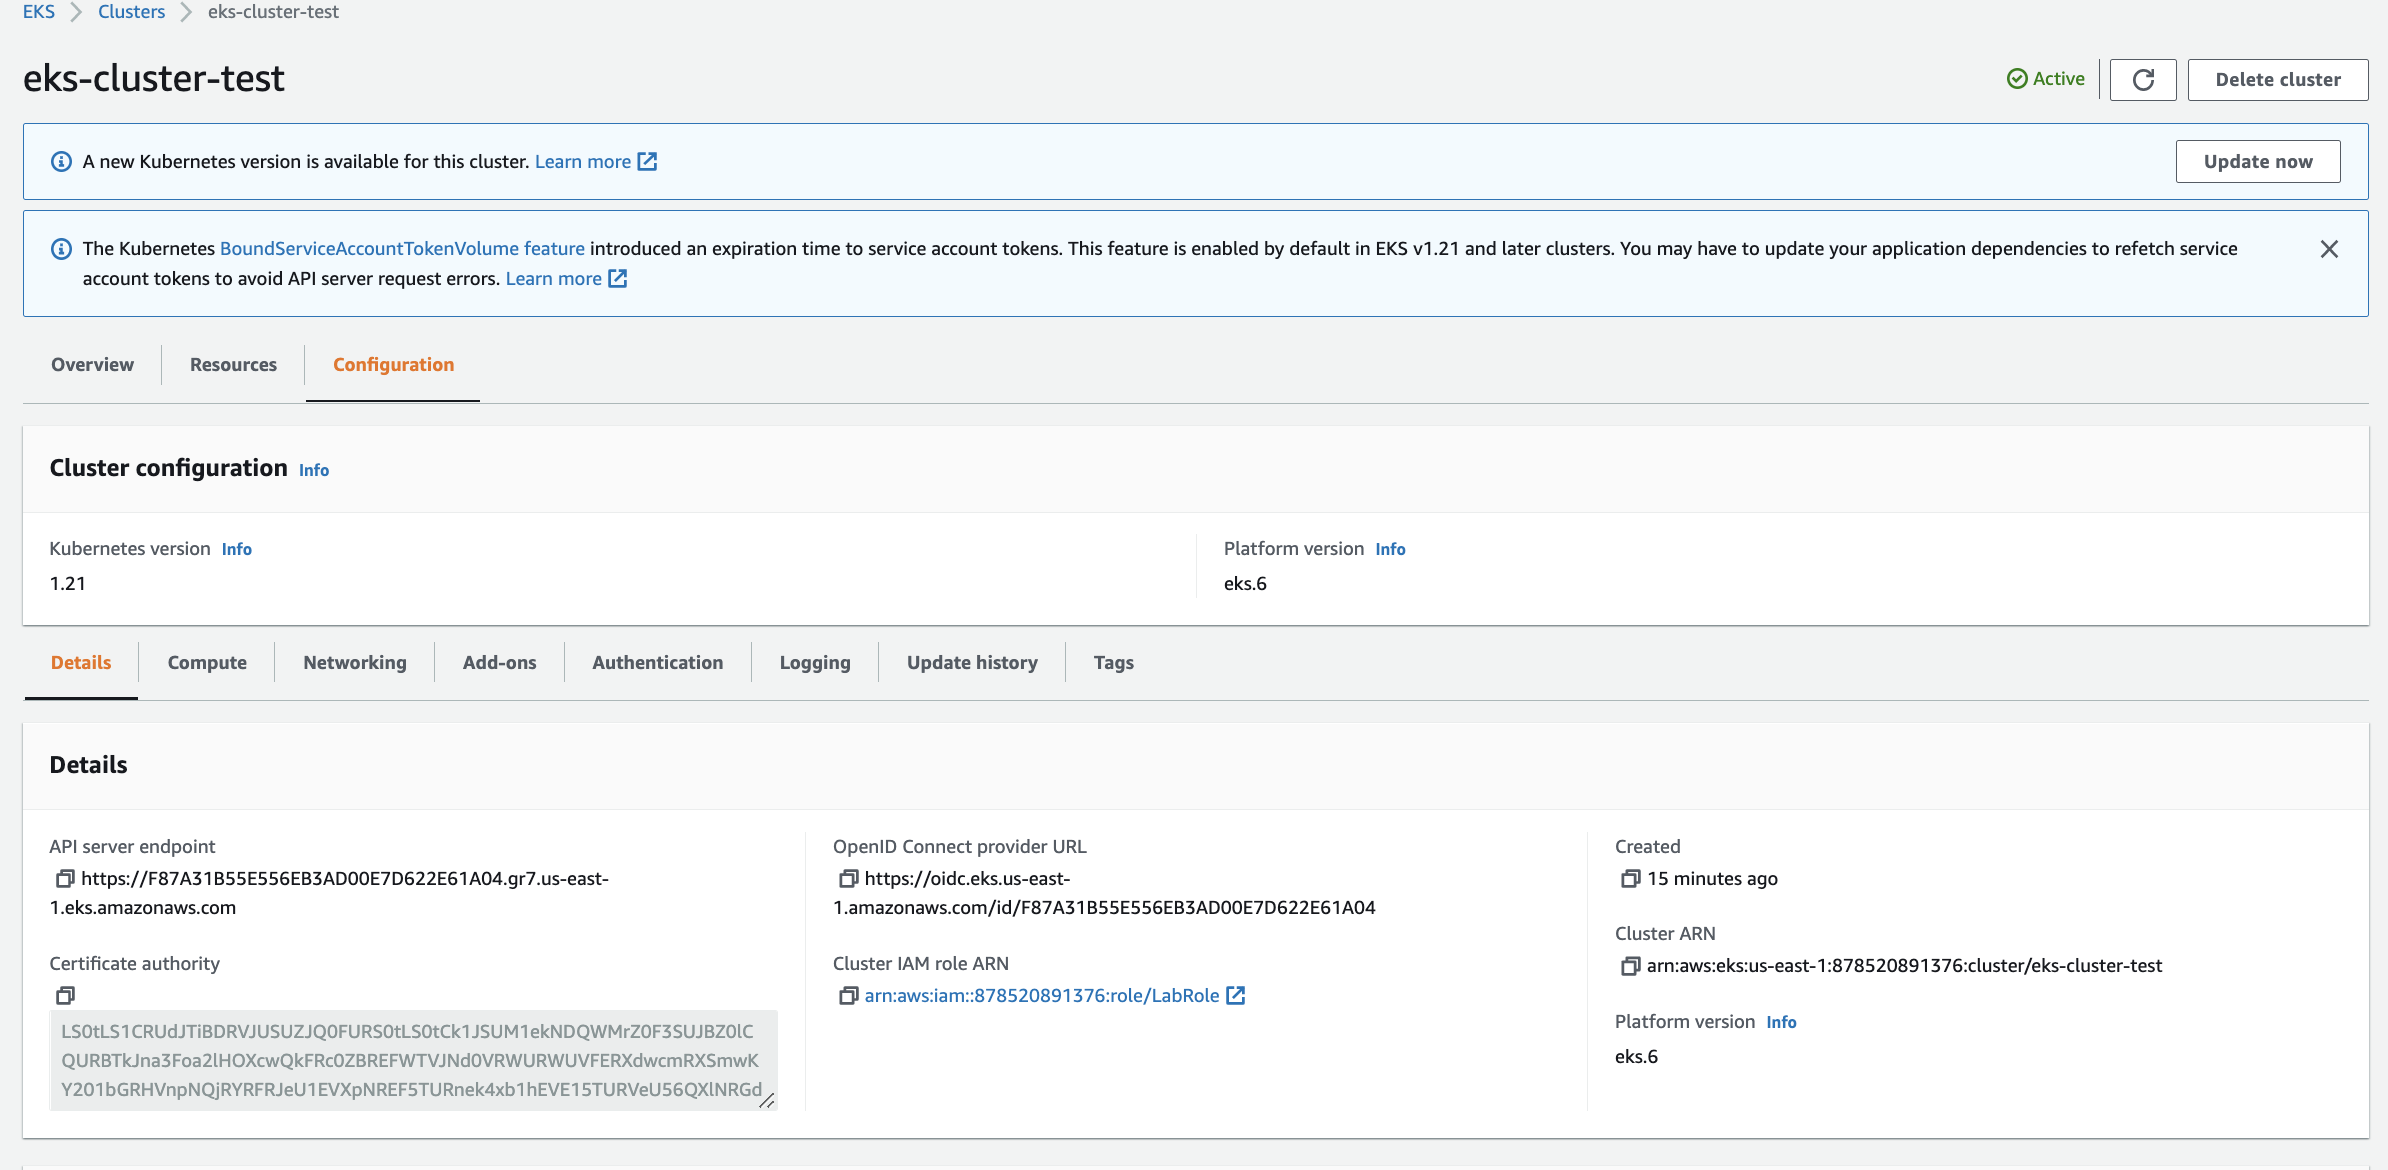 EKS > Clusters > eks-cluster-test
eks-cluster-test
Active
Delete cluster
A new Kubernetes version is available for this cluster. Learn more
Update now
The Kubernetes BoundServiceAccountTokenVolume feature introduced an expiration time to service account tokens. This feature is enabled by default in EKS v1.21 and later clusters. You may have to update your application dependencies to refetch service
account tokens to avoid API server request errors. Learn more
Overview
Resources
Configuration
Cluster configuration Info
Kubernetes version Info
1.21
Platform version Info
eks.6
Details
Compute
Networking
Add-ons
Authentication
Logging
Update history
Tags
Details
API server endpoint
https://F87A31B55E556EB3AD00E7D622E61A04.gr7.us-east-
1.eks.amazonaws.com
Certificate authority
LS0tLS1CRUdJTiBDRVJUSUZJQ0FURS0tLS0tCk1JSUM1ekNDQWMrZ0F3SUJBZ0lC
QURBTkJna3Foa2lHOXcwQkFRc0ZBREFWTVJNd0VRWURWUVFERXdwcmRXSmwK
Y201bGRHVnpNQjRYRFRJeU1EVXpNREF5TURnek4xb1hEVE15TURVeU56QXlNRGd
OpenID Connect provider URL
https://oidc.eks.us-east-
1.amazonaws.com/id/F87A31B55E556EB3AD00E7D622E61A04
Cluster IAM role ARN
arn:aws:iam::878520891376:role/LabRole
Created
15 minutes ago
Cluster ARN
arn:aws:eks:us-east-1:878520891376:cluster/eks-cluster-test
Platform version Info
eks.6